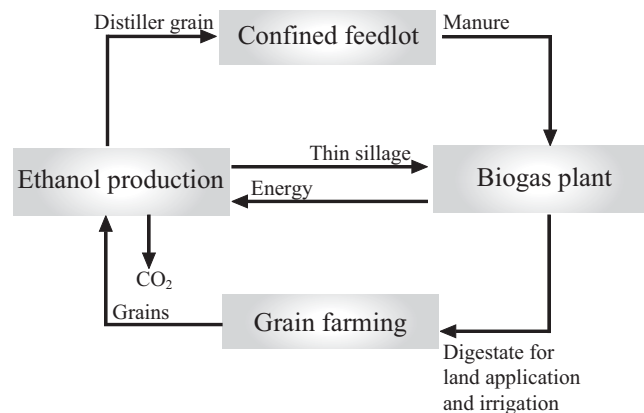 Distiller grain
Confined feedlot
Manure
Ethanol production
Thin sillage
Energy
Biogas plant
CO₂
Grains
Grain farming
Digestate for
land application
and irrigation